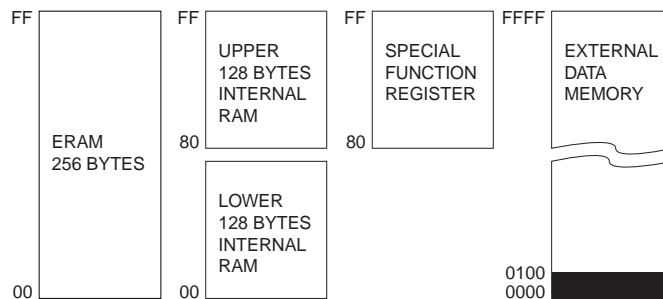 FF
ERAM
256 BYTES
00
FF
UPPER
128 BYTES
INTERNAL
RAM
80
LOWER
128 BYTES
INTERNAL
RAM
00
FF
SPECIAL
FUNCTION
REGISTER
80
FFFF
EXTERNAL
DATA
MEMORY
0100
0000